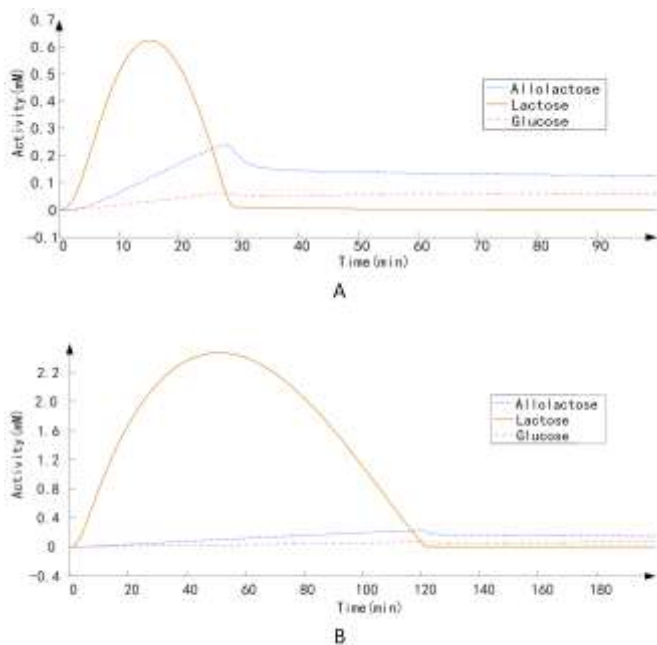 0.7
0.6
0.5
0.4
0.3
0.2
0.1
0
-0.1
Activity(mM)
Allolactose
Lactose
Glucose
0 10 20 30 40 50 60 70 80 90
Time(min)
A
2.2
2.0
1.6
1.2
0.8
0.4
0
-0.4
Activity(mM)
Allolactose
Lactose
Glucose
0 20 40 60 80 100 120 140 160 180
Time(min)
B